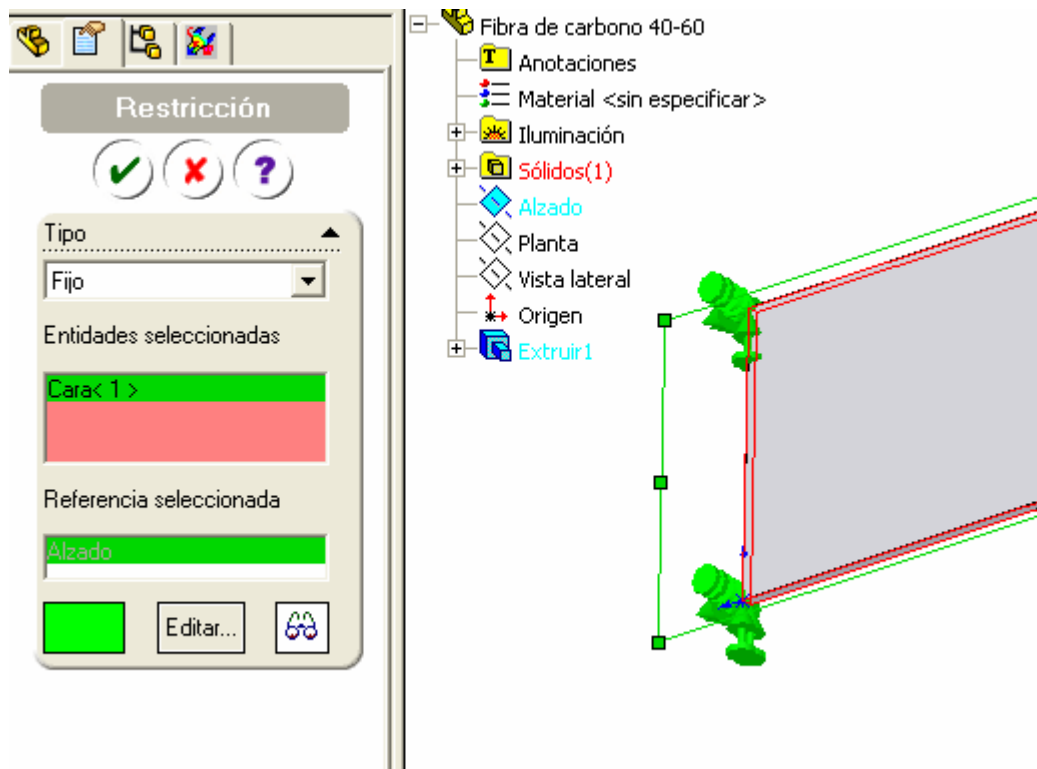 Restricción
?
Tipo
Fijo
Entidades seleccionadas
Cara< 1 >
Referencia seleccionada
Alzado
Editar...
Fibra de carbono 40-60
T
Anotaciones
Material <sin especificar>
Iluminación
Sólidos(1)
Alzado
Planta
Vista lateral
Origen
Extruir1